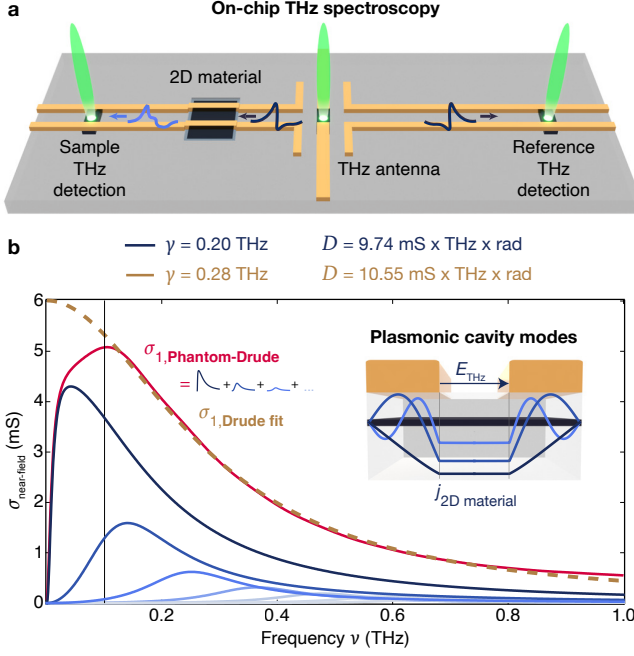 a
On-chip THz spectroscopy
2D material
Sample
THz
detection
THz antenna
Reference
THz
detection
b
γ = 0.20 THz D = 9.74 mS x THz x rad
γ = 0.28 THz D = 10.55 mS x THz x rad
6
5
4
3
2
1
0
σnear-field (mS)
σ1,Phantom-Drude
= + + + ...
σ1,Drude fit
Plasmonic cavity modes
ETHz
j2D material
0.2
0.4
0.6
0.8
1.0
Frequency ν (THz)